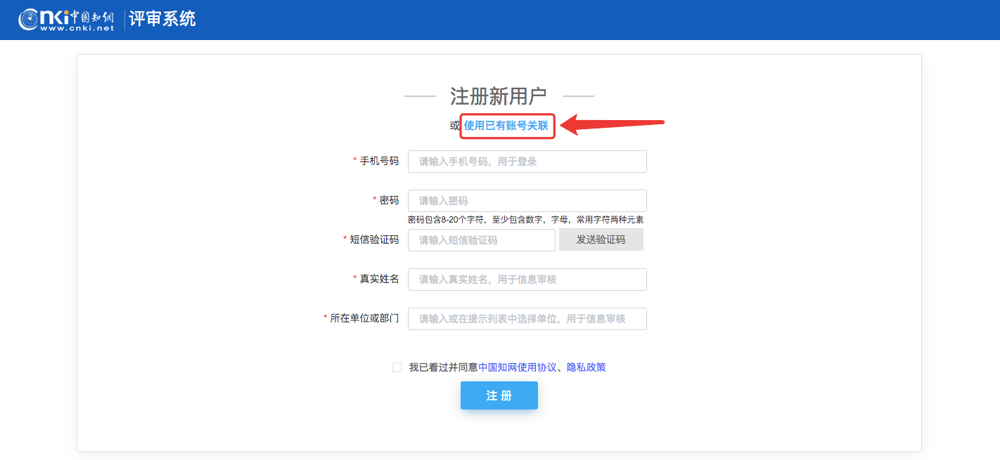 cnki 中国知网 评审系统
www.cnki.net
注册新用户
或 使用已有账号关联
* 手机号码 请输入手机号码，用于登录
* 密码 请输入密码
密码包含8-20个字符，至少包含数字，字母，常用字符两种元素
* 短信验证码 请输入短信验证码 发送验证码
* 真实姓名 请输入真实姓名，用于信息审核
* 所在单位或部门 请输入或在提示列表中选择单位，用于信息审核
我已看过并同意中国知网使用协议、隐私政策
注 册